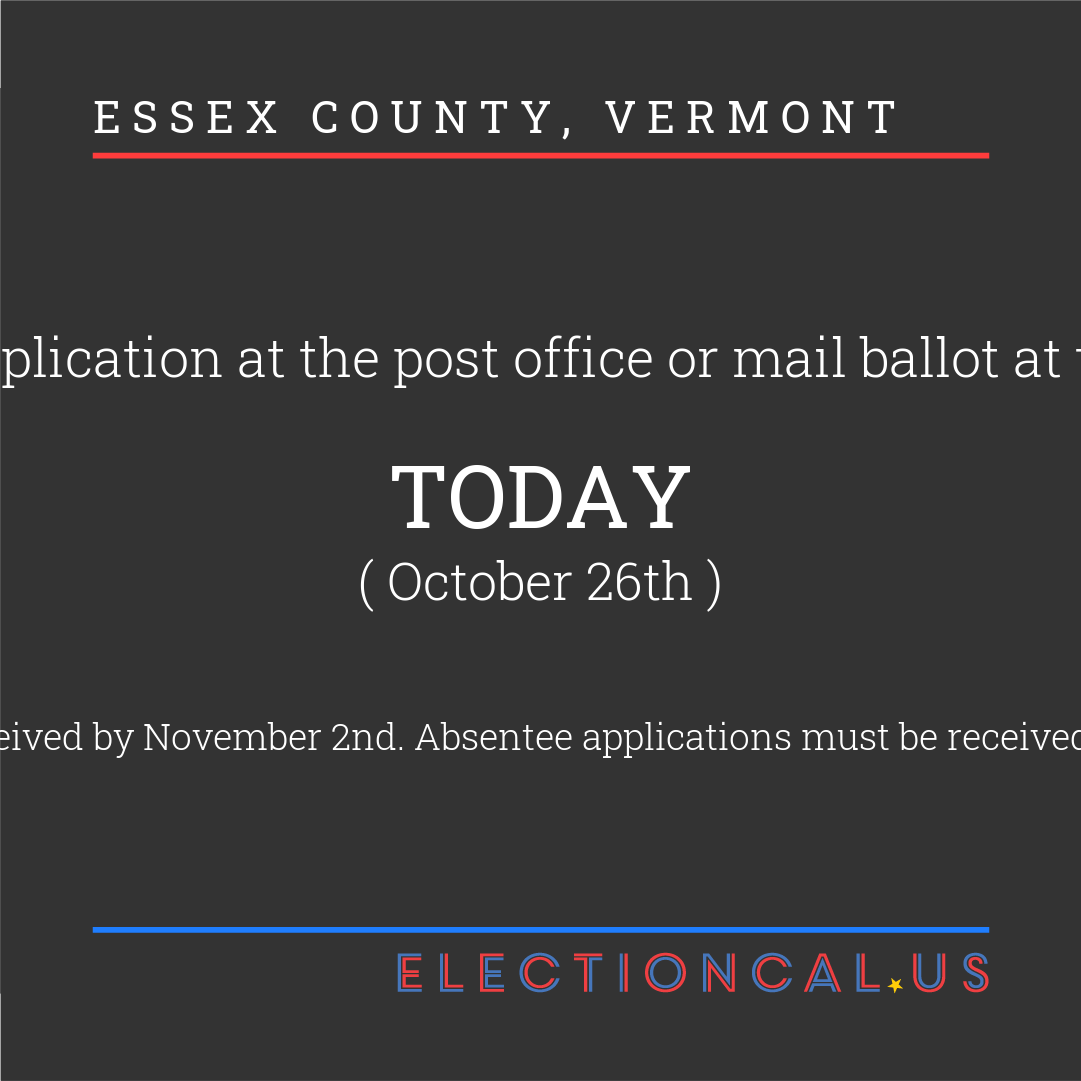 ESSEX COUNTY, VERMONT
plication at the post office or mail ballot at
TODAY
( October 26th )
eived by November 2nd. Absentee applications must be received
ELECTIONCAL.US